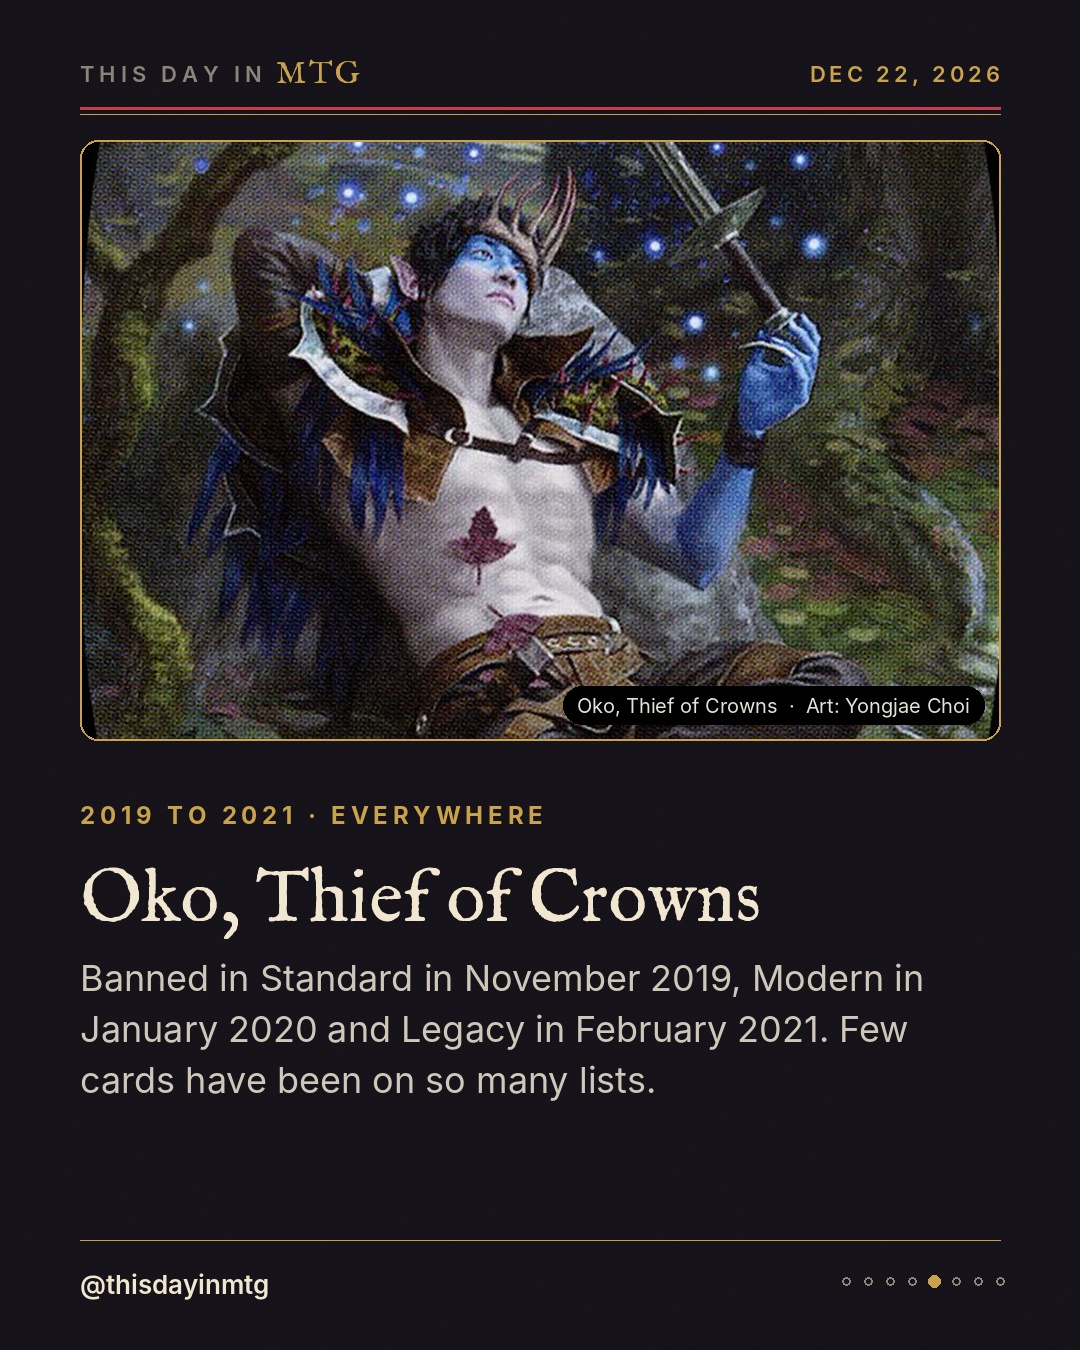 THIS DAY IN MTG
DEC 22, 2026
Oko, Thief of Crowns · Art: Yongjae Choi
2019 TO 2021 · EVERYWHERE
Oko, Thief of Crowns
Banned in Standard in November 2019, Modern in
January 2020 and Legacy in February 2021. Few
cards have been on so many lists.
@thisdayinmtg